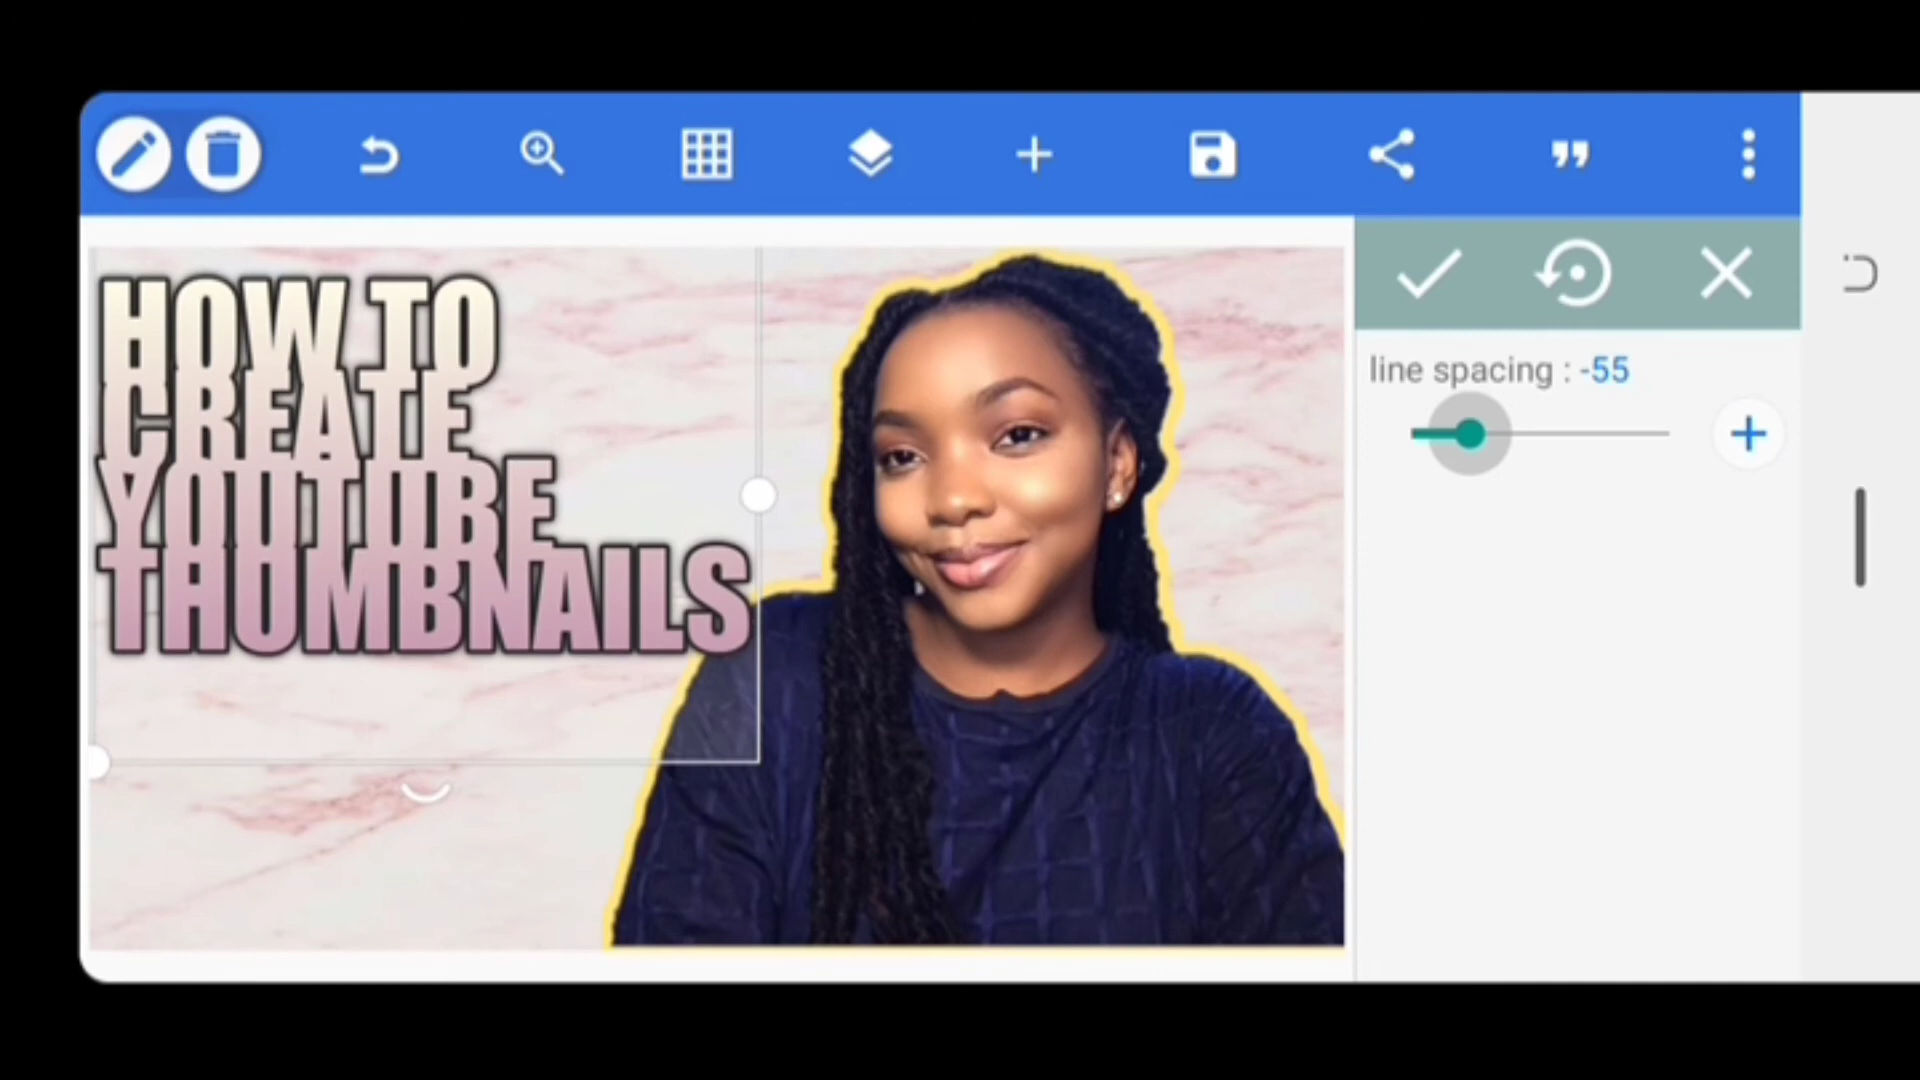 HOW TO
CREATE
YOUTUBE
THUMBNAILS
line spacing : -55